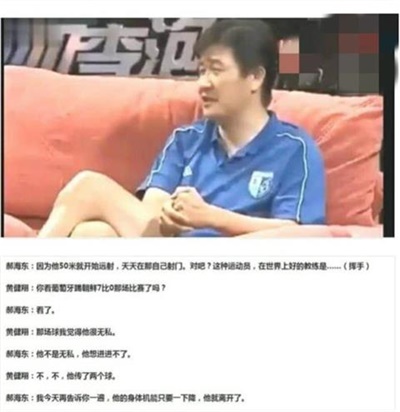 郝海东：因为他50米就开始远射，天天在那自己射门。对吧？这种运动员，在世界上好的教练是……（挥手）
黄健翔：你看葡萄牙踢朝鲜7比0那场比赛了吗？
郝海东：看了。
黄健翔：那场球我觉得他很无私。
郝海东：他不是无私，他想进进不了。
黄健翔：不，不，他传了两个球。
郝海东：我今天再告诉你一遍，他的身体机能只要一下降，他就离开了。